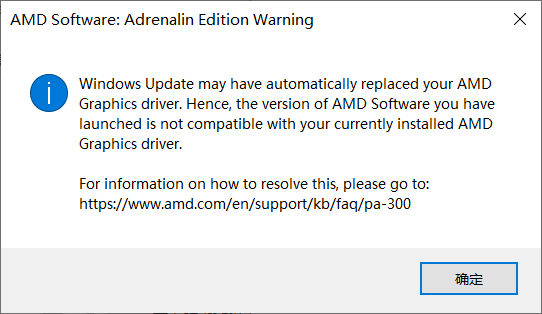 AMD Software: Adrenalin Edition Warning
Windows Update may have automatically replaced your AMD
Graphics driver. Hence, the version of AMD Software you have
launched is not compatible with your currently installed AMD
Graphics driver.
For information on how to resolve this, please go to:
https://www.amd.com/en/support/kb/faq/pa-300
确定